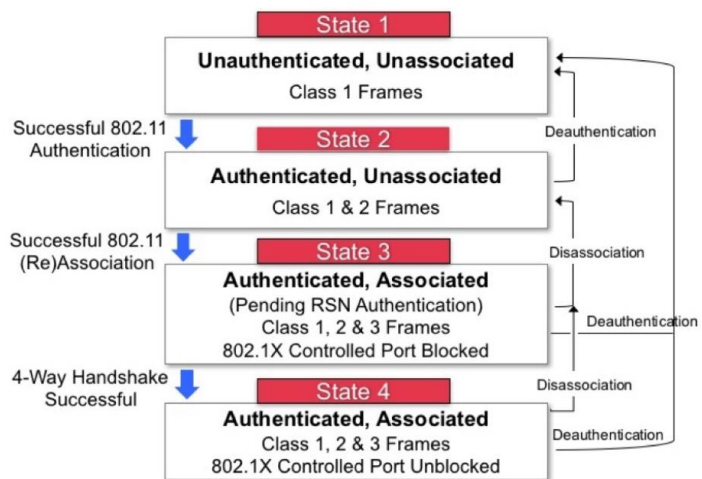 State 1
Unauthenticated, Unassociated
Class 1 Frames
Successful 802.11
Authentication
Deauthentication
State 2
Authenticated, Unassociated
Class 1 & 2 Frames
Successful 802.11
(Re)Association
Disassociation
State 3
Authenticated, Associated
(Pending RSN Authentication)
Class 1, 2 & 3 Frames
802.1X Controlled Port Blocked
Deauthentication
4-Way Handshake
Successful
Disassociation
State 4
Authenticated, Associated
Class 1, 2 & 3 Frames
802.1X Controlled Port Unblocked
Deauthentication